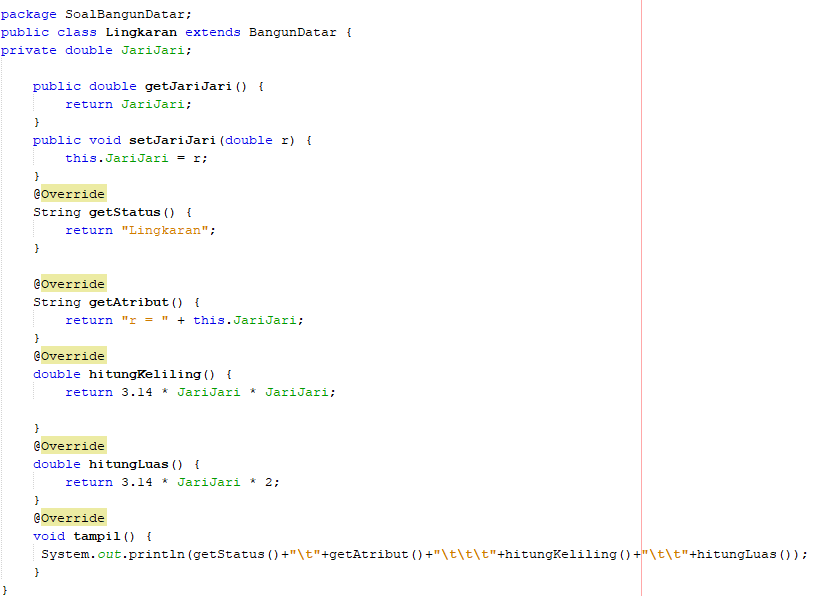 package SoalBangunDatar;
public class Lingkaran extends BangunDatar {
private double JariJari;
public double getJariJari() {
return JariJari;
}
public void setJariJari(double r) {
this.JariJari = r;
}
@Override
String getStatus() {
return "Lingkaran";
}
@Override
String getAtribut() {
return "r = " + this.JariJari;
}
@Override
double hitungKeliling() {
return 3.14 * JariJari * JariJari;
}
@Override
double hitungLuas() {
return 3.14 * JariJari * 2;
}
@Override
void tampil() {
System.out.println(getStatus()+"\t"+getAtribut()+"\t\t\t"+hitungKeliling()+"\t\t"+hitungLuas());
}
}